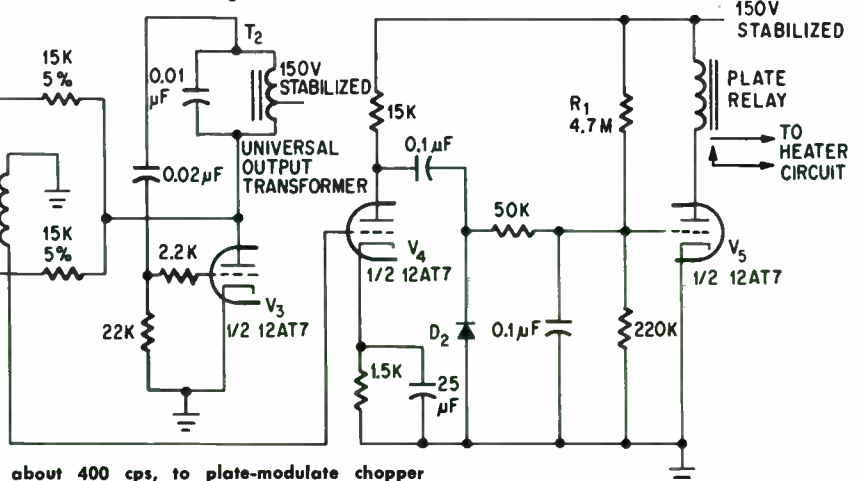 150V
STABILIZED
T2
15K
5%
0.01
µF
150V
STABILIZED
PLATE
RELAY
R1
4.7M
15K
0.1µF
TO
HEATER
CIRCUIT
UNIVERSAL
OUTPUT
TRANSFORMER
0.02µF
50K
15K
5%
2.2K
V4
1/2 12AT7
V5
1/2 12AT7
V3
1/2 12AT7
22K
D2
0.1µF
220K
1.5K
25
µF
about 400 cps, to plate-modulate chopper